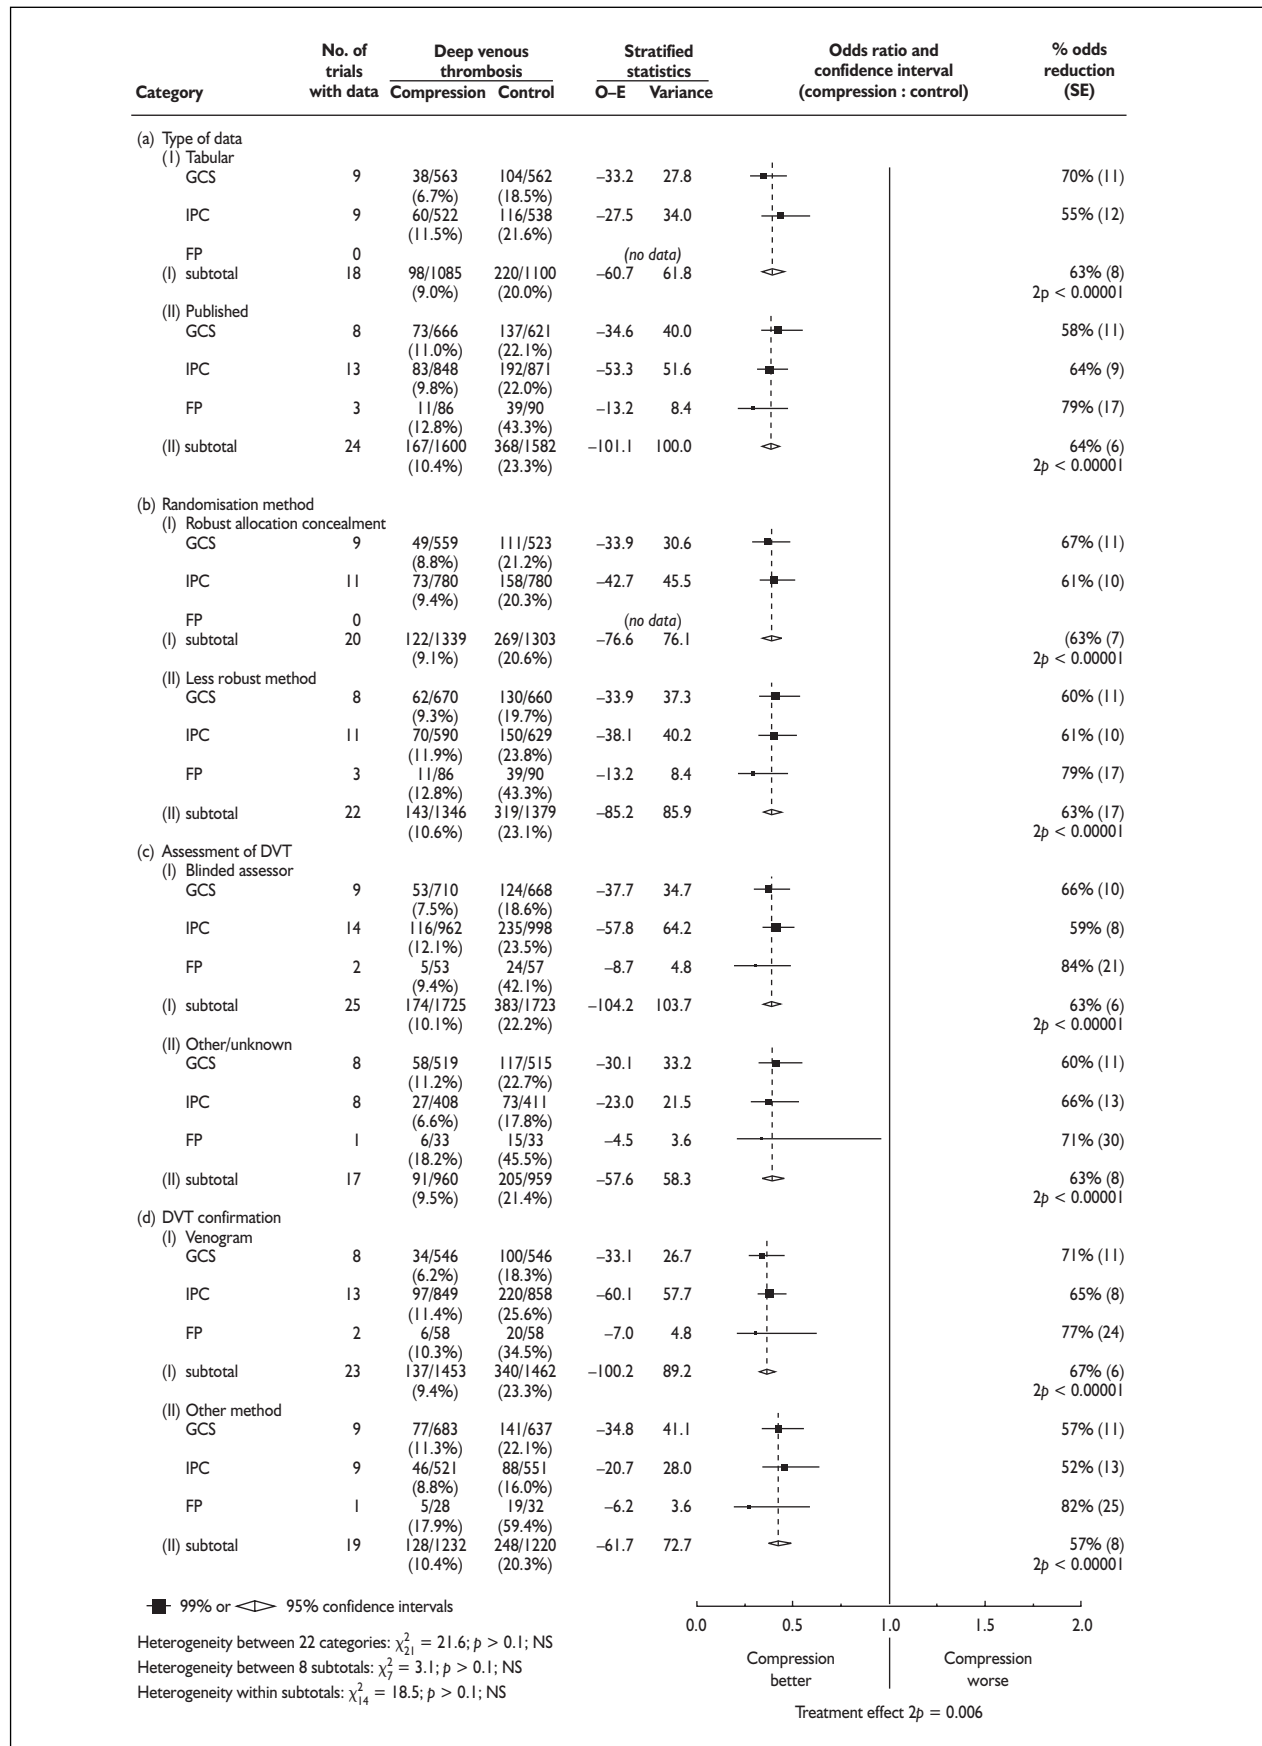 No. of Deep venous Stratified Odds ratio and % odds
trials thrombosis statistics confidence interval reduction
Category with data Compression Control O–E Variance (compression : control) (SE)
(a) Type of data
(I) Tabular
GCS 9 38/563 104/562 –33.2 27.8 70% (11)
(6.7%) (18.5%)
IPC 9 60/522 116/538 –27.5 34.0 55% (12)
(11.5%) (21.6%)
FP 0 (no data)
(I) subtotal 18 98/1085 220/1100 –60.7 61.8 63% (8)
(9.0%) (20.0%) 2p < 0.00001
(II) Published
GCS 8 73/666 137/621 –34.6 40.0 58% (11)
(11.0%) (22.1%)
IPC 13 83/848 192/871 –53.3 51.6 64% (9)
(9.8%) (22.0%)
FP 3 11/86 39/90 –13.2 8.4 79% (17)
(12.8%) (43.3%)
(II) subtotal 24 167/1600 368/1582 –101.1 100.0 64% (6)
(10.4%) (23.3%) 2p < 0.00001
(b) Randomisation method
(I) Robust allocation concealment
GCS 9 49/559 111/523 –33.9 30.6 67% (11)
(8.8%) (21.2%)
IPC 11 73/780 158/780 –42.7 45.5 61% (10)
(9.4%) (20.3%)
FP 0 (no data)
(I) subtotal 20 122/1339 269/1303 –76.6 76.1 (63% (7)
(9.1%) (20.6%) 2p < 0.00001
(II) Less robust method
GCS 8 62/670 130/660 –33.9 37.3 60% (11)
(9.3%) (19.7%)
IPC 11 70/590 150/629 –38.1 40.2 61% (10)
(11.9%) (23.8%)
FP 3 11/86 39/90 –13.2 8.4 79% (17)
(12.8%) (43.3%)
(II) subtotal 22 143/1346 319/1379 –85.2 85.9 63% (17)
(10.6%) (23.1%) 2p < 0.00001
(c) Assessment of DVT
(I) Blinded assessor
GCS 9 53/710 124/668 –37.7 34.7 66% (10)
(7.5%) (18.6%)
IPC 14 116/962 235/998 –57.8 64.2 59% (8)
(12.1%) (23.5%)
FP 2 5/53 24/57 –8.7 4.8 84% (21)
(9.4%) (42.1%)
(I) subtotal 25 174/1725 383/1723 –104.2 103.7 63% (6)
(10.1%) (22.2%) 2p < 0.00001
(II) Other/unknown
GCS 8 58/519 117/515 –30.1 33.2 60% (11)
(11.2%) (22.7%)
IPC 8 27/408 73/411 –23.0 21.5 66% (13)
(6.6%) (17.8%)
FP 1 6/33 15/33 –4.5 3.6 71% (30)
(18.2%) (45.5%)
(II) subtotal 17 91/960 205/959 –57.6 58.3 63% (8)
(9.5%) (21.4%) 2p < 0.00001
(d) DVT confirmation
(I) Venogram
GCS 8 34/546 100/546 –33.1 26.7 71% (11)
(6.2%) (18.3%)
IPC 13 97/849 220/858 –60.1 57.7 65% (8)
(11.4%) (25.6%)
FP 2 6/58 20/58 –7.0 4.8 77% (24)
(10.3%) (34.5%)
(I) subtotal 23 137/1453 340/1462 –100.2 89.2 67% (6)
(9.4%) (23.3%) 2p < 0.00001
(II) Other method
GCS 9 77/683 141/637 –34.8 41.1 57% (11)
(11.3%) (22.1%)
IPC 9 46/521 88/551 –20.7 28.0 52% (13)
(8.8%) (16.0%)
FP 1 5/28 19/32 –6.2 3.6 82% (25)
(17.9%) (59.4%)
(II) subtotal 19 128/1232 248/1220 –61.7 72.7 57% (8)
(10.4%) (20.3%) 2p < 0.00001
99% or 95% confidence intervals
0.0 0.5 1.0 1.5 2.0
Heterogeneity between 22 categories: χ²₂₁ = 21.6; p > 0.1; NS
Heterogeneity between 8 subtotals: χ²₇ = 3.1; p > 0.1; NS
Heterogeneity within subtotals: χ²₁₄ = 18.5; p > 0.1; NS
Compression Compression
better worse
Treatment effect 2p = 0.006